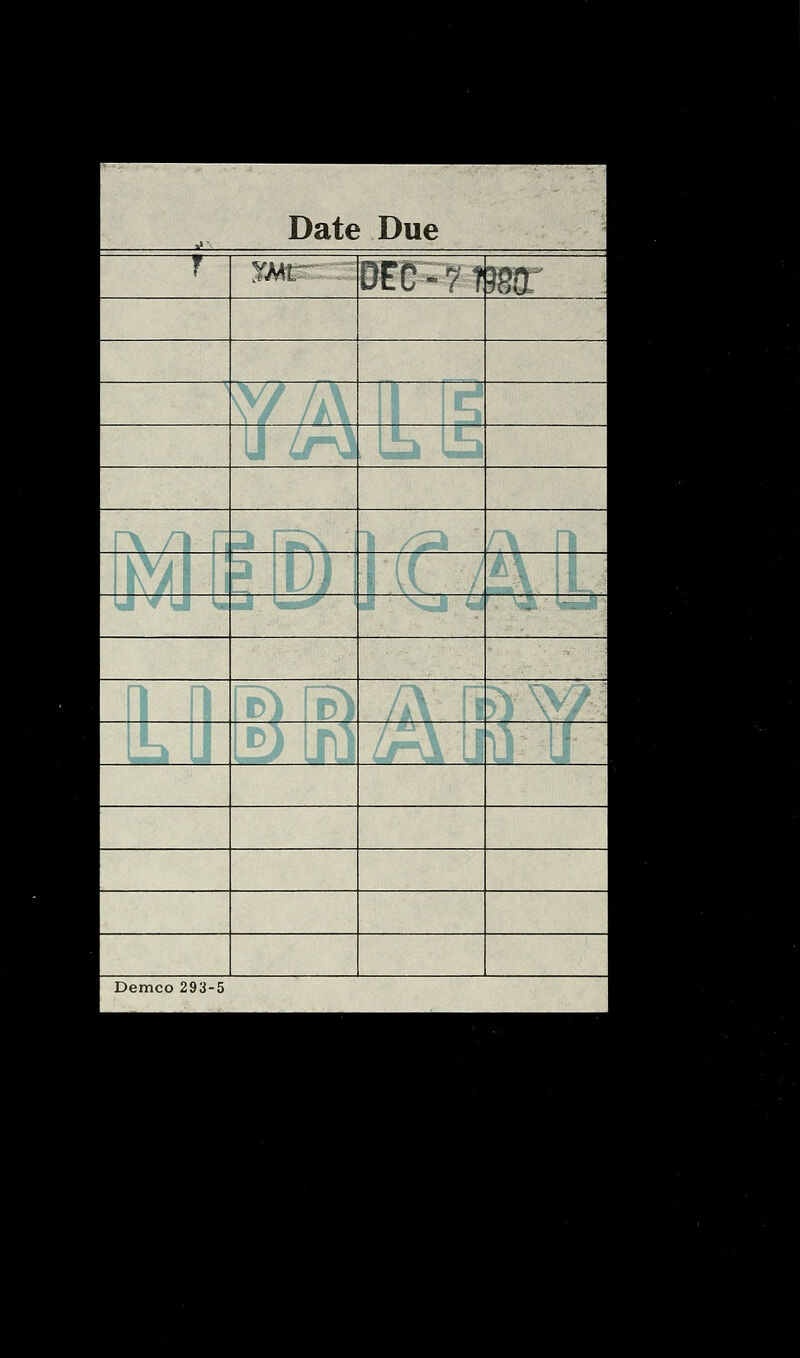 Date Due
YML DEC - 7 1980
YALE
MEDICAL
LIBRARY
Demco 293-5